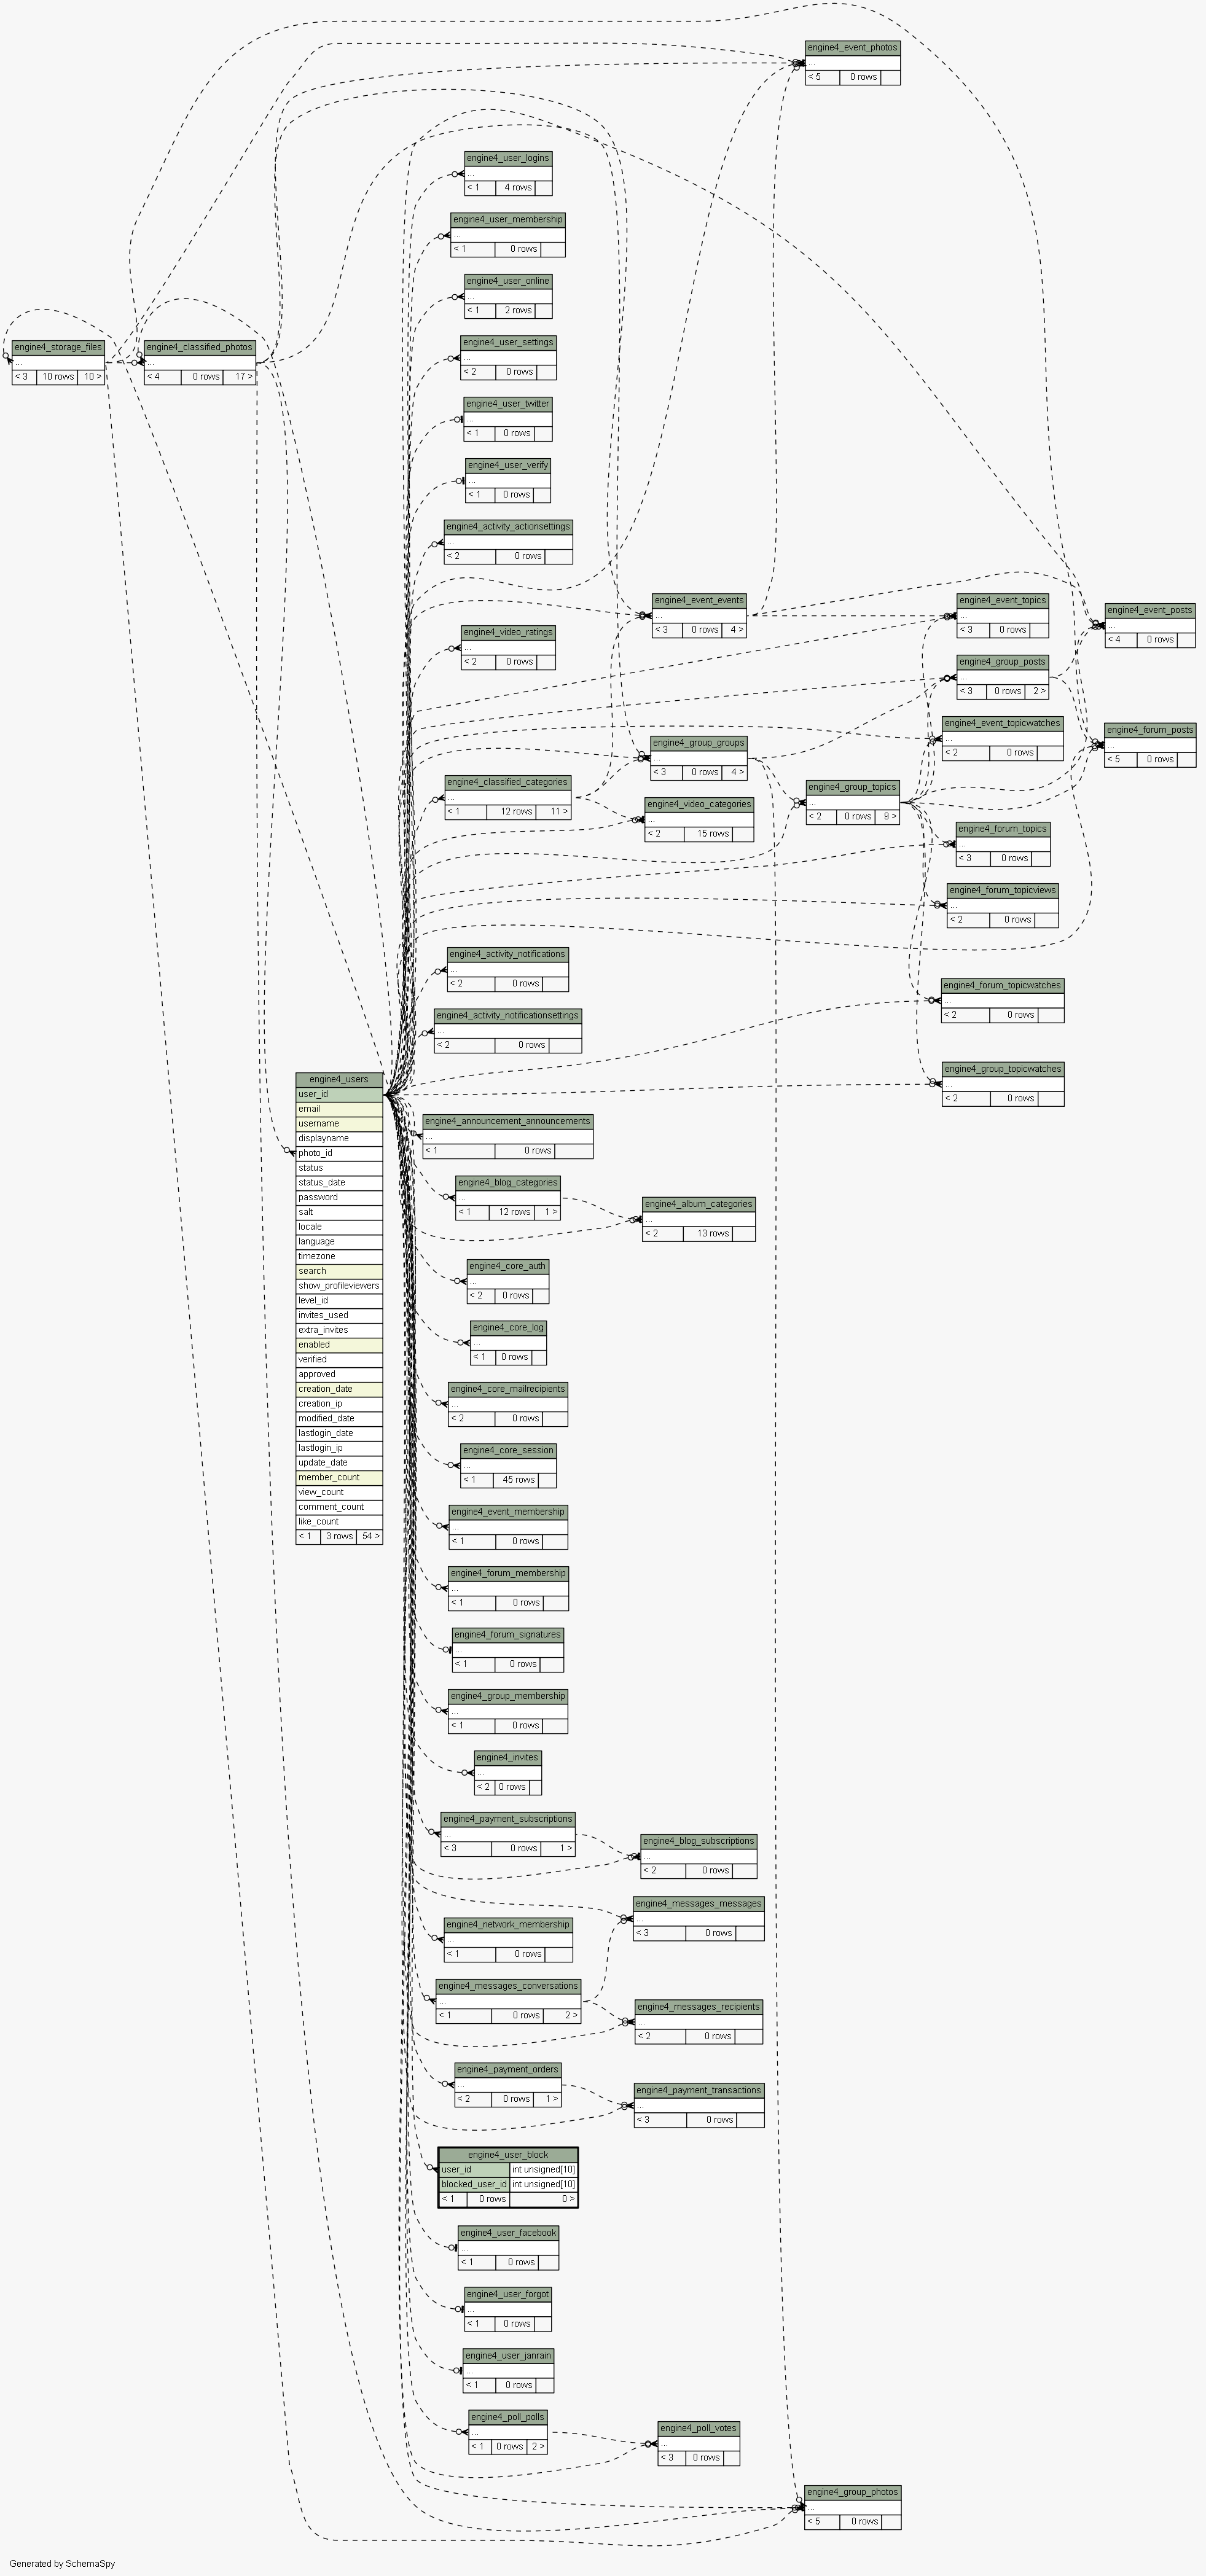 engine4_event_photos
...
< 5 0 rows
engine4_user_logins
...
< 1 4 rows
engine4_user_membership
...
< 1 0 rows
engine4_user_online
...
< 1 2 rows
engine4_user_settings
...
< 2 0 rows
engine4_storage_files
...
< 3 10 rows 10 >
engine4_classified_photos
...
< 4 0 rows 17 >
engine4_user_twitter
...
< 1 0 rows
engine4_user_verify
...
< 1 0 rows
engine4_activity_actionsettings
...
< 2 0 rows
engine4_event_events
...
< 3 0 rows 4 >
engine4_event_topics
...
< 3 0 rows
engine4_event_posts
...
< 4 0 rows
engine4_video_ratings
...
< 2 0 rows
engine4_group_posts
...
< 3 0 rows 2 >
engine4_event_topicwatches
...
< 2 0 rows
engine4_forum_posts
...
< 5 0 rows
engine4_group_groups
...
< 3 0 rows 4 >
engine4_classified_categories
...
< 1 12 rows 11 >
engine4_group_topics
...
< 2 0 rows 9 >
engine4_video_categories
...
< 2 15 rows
engine4_forum_topics
...
< 3 0 rows
engine4_forum_topicviews
...
< 2 0 rows
engine4_activity_notifications
...
< 2 0 rows
engine4_forum_topicwatches
...
< 2 0 rows
engine4_activity_notificationsettings
...
< 2 0 rows
engine4_group_topicwatches
...
< 2 0 rows
engine4_users
user_id
email
username
displayname
photo_id
status
status_date
password
salt
locale
language
timezone
search
show_profileviewers
level_id
invites_used
extra_invites
enabled
verified
approved
creation_date
creation_ip
modified_date
lastlogin_date
lastlogin_ip
update_date
member_count
view_count
comment_count
like_count
< 1 3 rows 54 >
engine4_announcement_announcements
...
< 1 0 rows
engine4_blog_categories
...
< 1 12 rows 1 >
engine4_album_categories
...
< 2 13 rows
engine4_core_auth
...
< 2 0 rows
engine4_core_log
...
< 1 0 rows
engine4_core_mailrecipients
...
< 2 0 rows
engine4_core_session
...
< 1 45 rows
engine4_event_membership
...
< 1 0 rows
engine4_forum_membership
...
< 1 0 rows
engine4_forum_signatures
...
< 1 0 rows
engine4_group_membership
...
< 1 0 rows
engine4_invites
...
< 2 0 rows
engine4_payment_subscriptions
...
< 3 0 rows 1 >
engine4_blog_subscriptions
...
< 2 0 rows
engine4_messages_messages
...
< 3 0 rows
engine4_network_membership
...
< 1 0 rows
engine4_messages_conversations
...
< 1 0 rows 2 >
engine4_messages_recipients
...
< 2 0 rows
engine4_payment_orders
...
< 2 0 rows 1 >
engine4_payment_transactions
...
< 3 0 rows
engine4_user_block
user_id int unsigned[10]
blocked_user_id int unsigned[10]
< 1 0 rows 0 >
engine4_user_facebook
...
< 1 0 rows
engine4_user_forgot
...
< 1 0 rows
engine4_user_janrain
...
< 1 0 rows
engine4_poll_polls
...
< 1 0 rows 2 >
engine4_poll_votes
...
< 3 0 rows
engine4_group_photos
...
< 5 0 rows
Generated by SchemaSpy